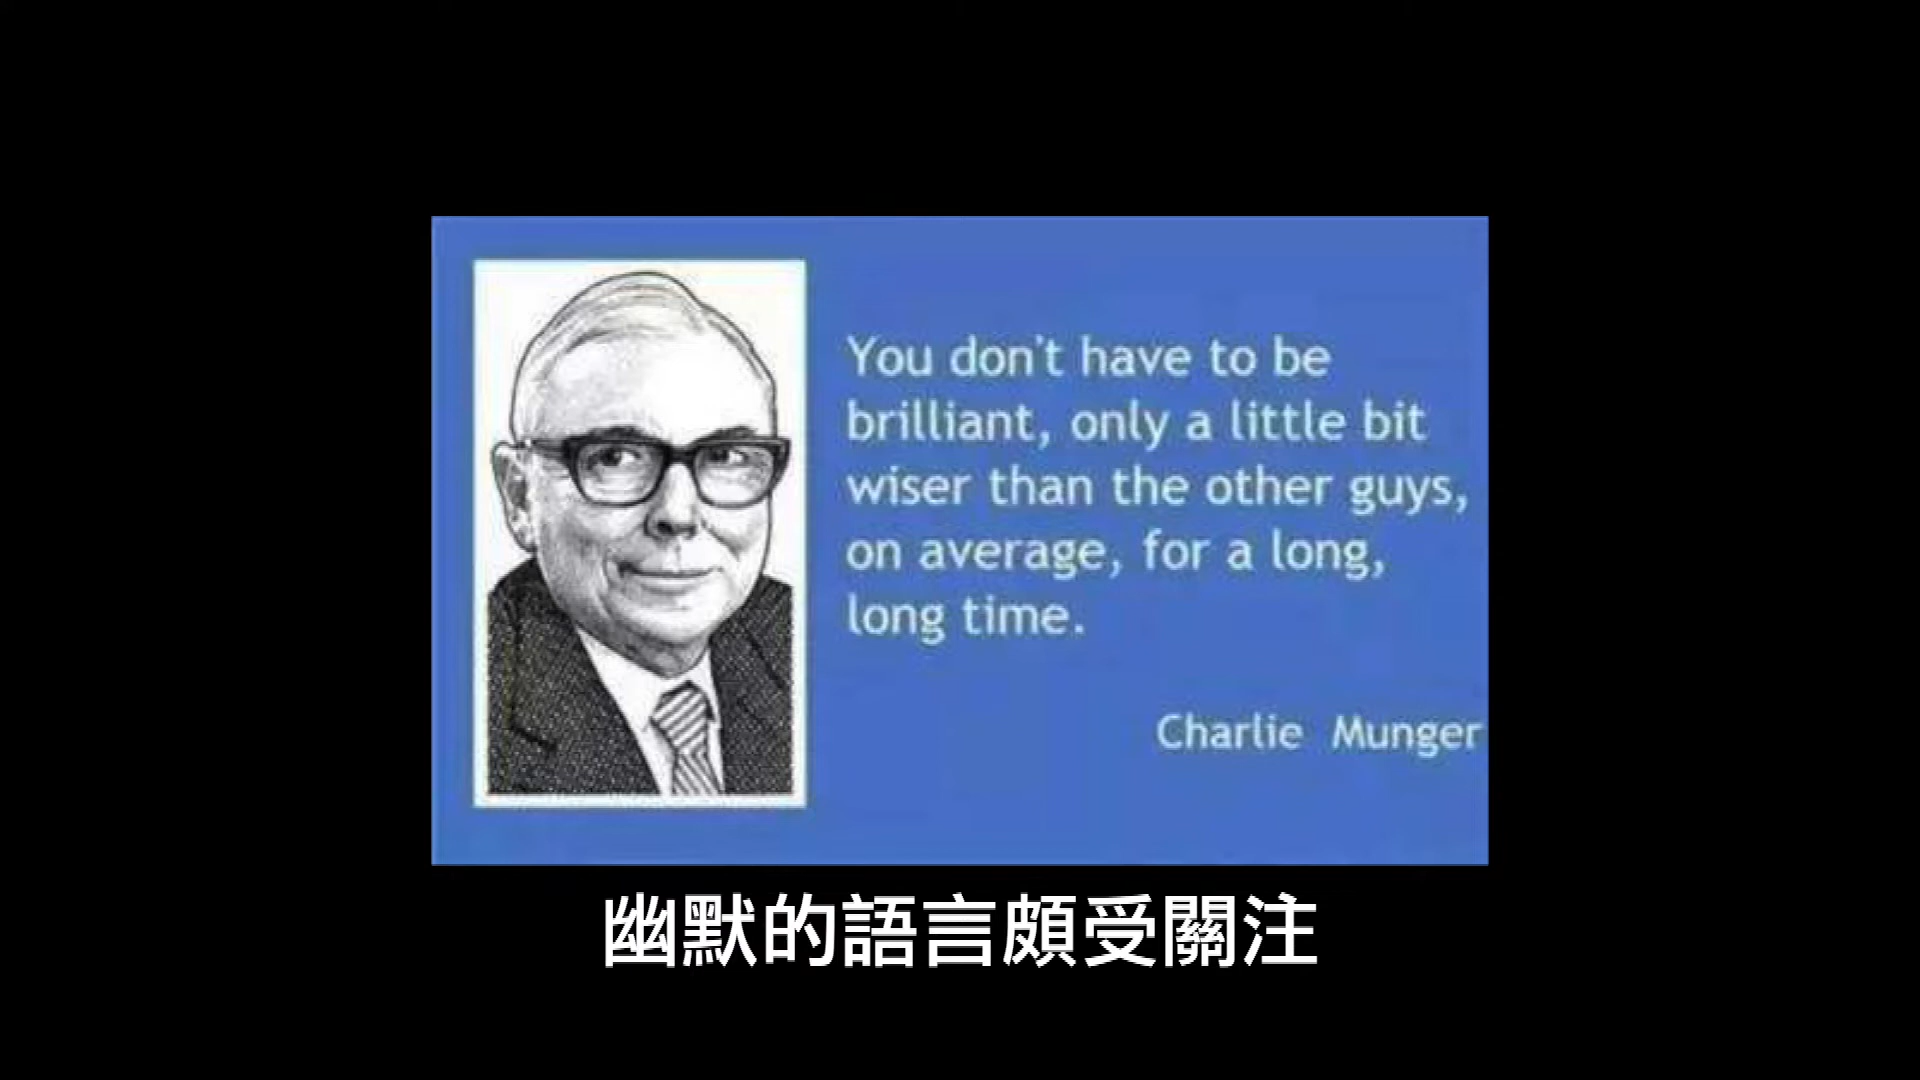 You don't have to be
brilliant, only a little bit
wiser than the other guys,
on average, for a long,
long time.
Charlie Munger
幽默的語言頗受關注